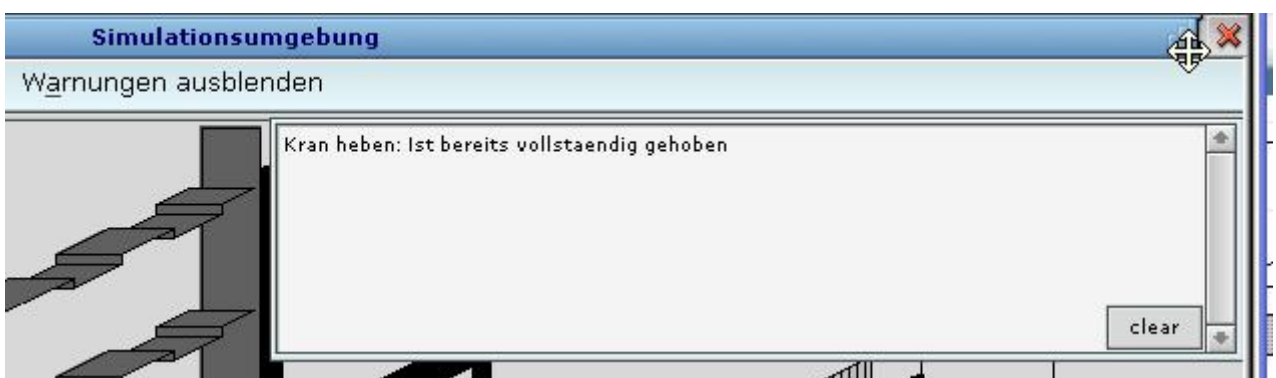 Simulationsumgebung
Warnungen ausblenden
Kran heben: Ist bereits vollstaendig gehoben
clear